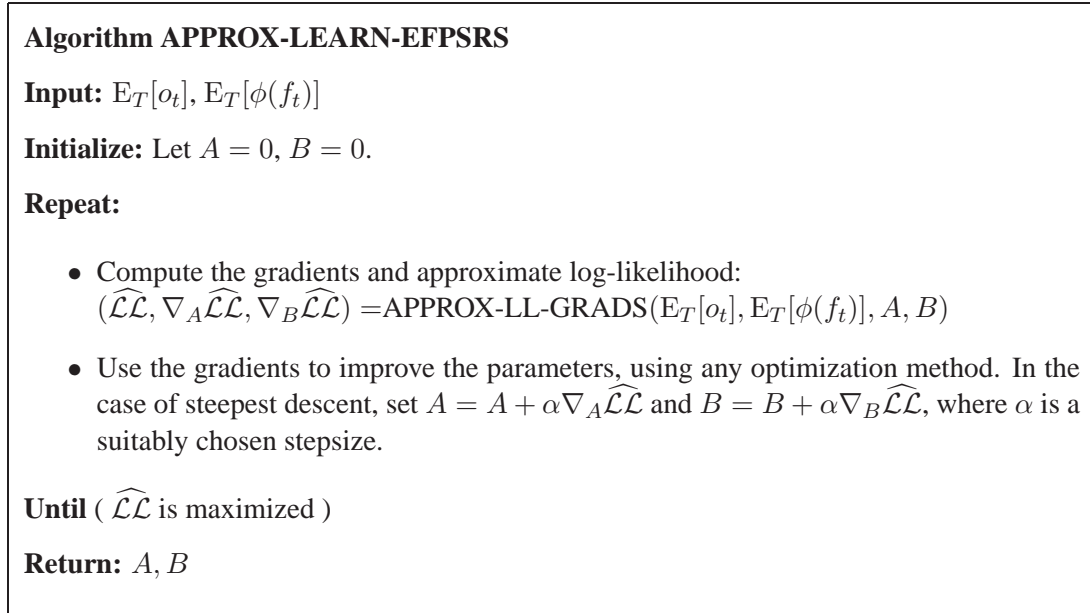 Algorithm APPROX-LEARN-EFPSRS
Input: E_T[o_t], E_T[ϕ(f_t)]
Initialize: Let A = 0, B = 0.
Repeat:
• Compute the gradients and approximate log-likelihood:
(\widehat{ℒℒ}, ∇_A\widehat{ℒℒ}, ∇_B\widehat{ℒℒ}) =APPROX-LL-GRADS(E_T[o_t], E_T[ϕ(f_t)], A, B)
• Use the gradients to improve the parameters, using any optimization method. In the
case of steepest descent, set A = A + α∇_A\widehat{ℒℒ} and B = B + α∇_B\widehat{ℒℒ}, where α is a
suitably chosen stepsize.
Until ( \widehat{ℒℒ} is maximized )
Return: A, B